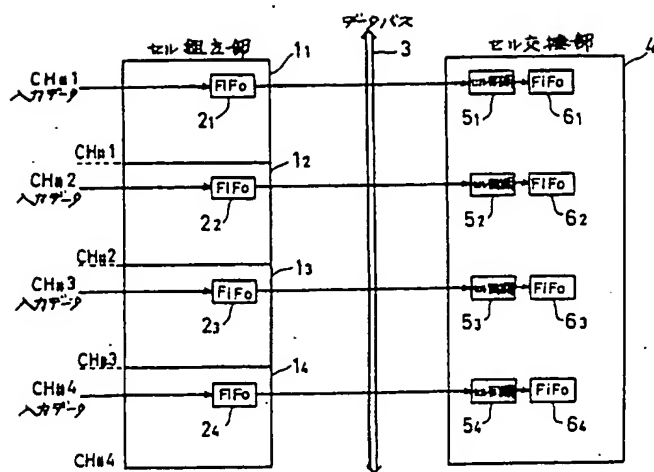 データバス
セル組立部
セル交換部
1₁
3
4
CH#1
入力データ
FiFo
2₁
5₁
FiFo
6₁
CH#1
1₂
CH#2
入力データ
FiFo
2₂
5₂
FiFo
6₂
CH#2
1₃
CH#3
入力データ
FiFo
2₃
5₃
FiFo
6₃
CH#3
1₄
CH#4
入力データ
FiFo
2₄
5₄
FiFo
6₄
CH#4